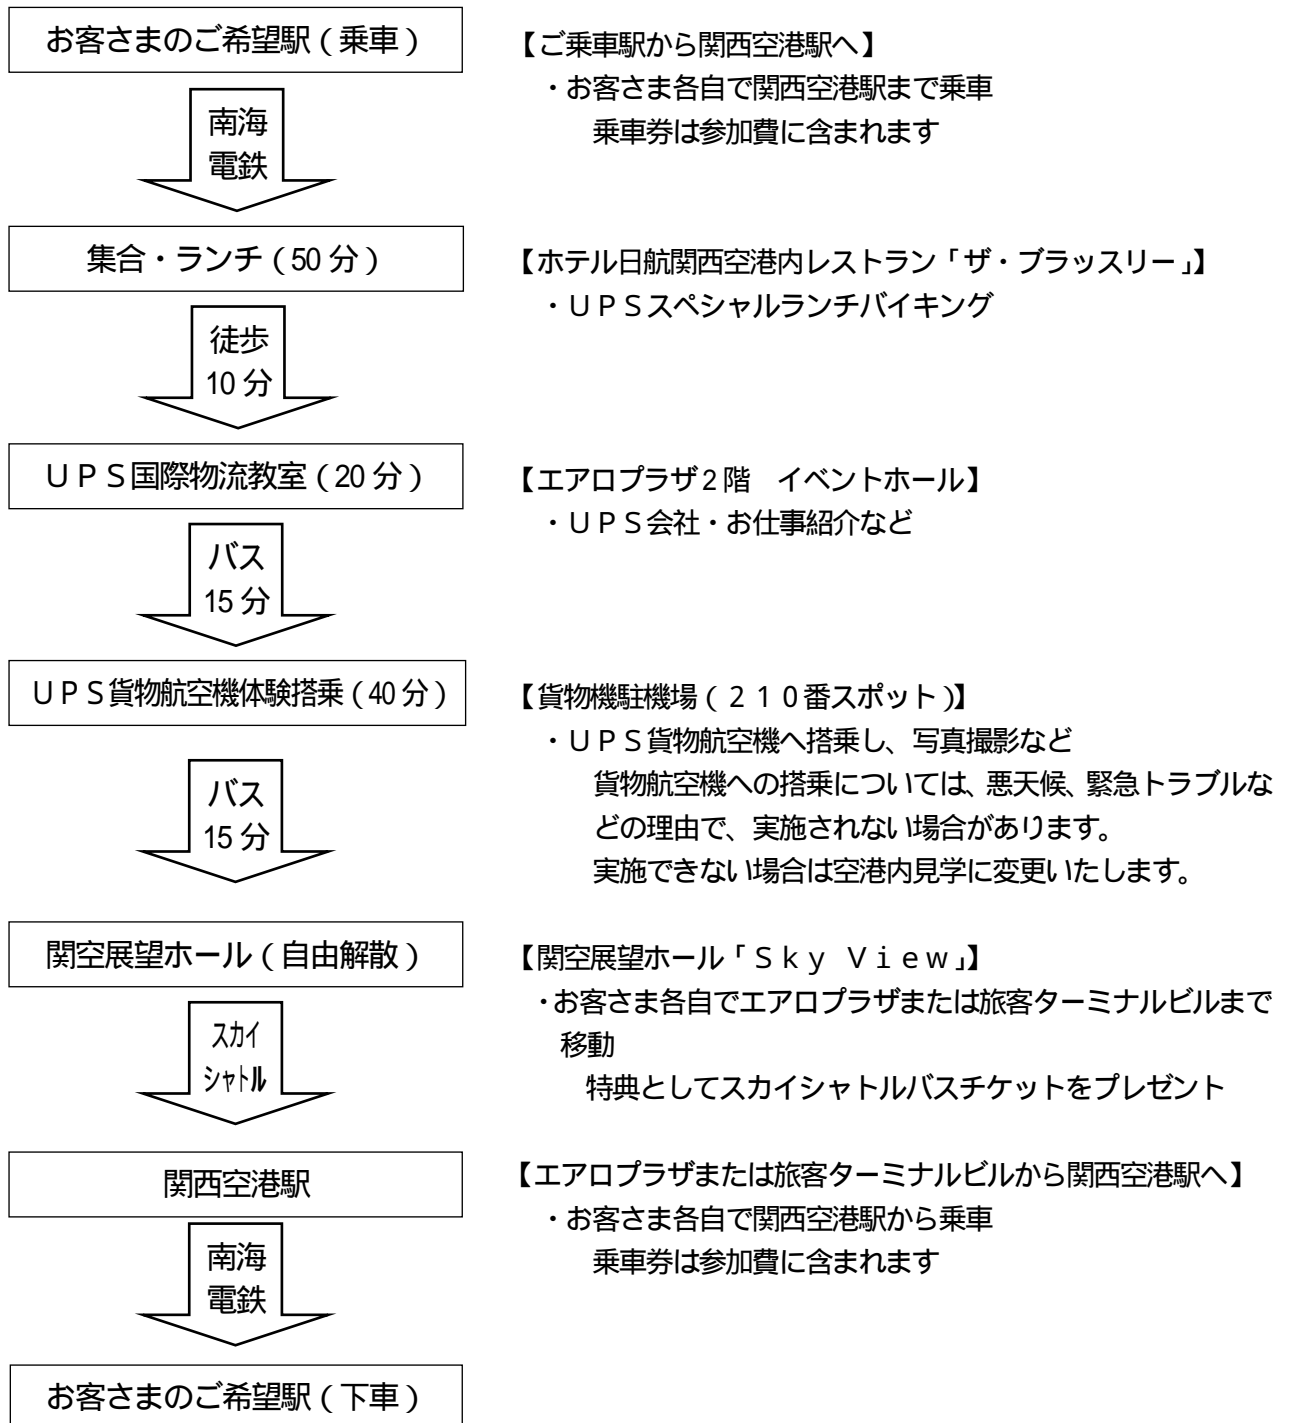 お客さまのご希望駅（乗車）
【ご乗車駅から関西空港駅へ】
・お客さま各自で関西空港駅まで乗車
乗車券は参加費に含まれます
南海
電鉄
集合・ランチ（50分）
【ホテル日航関西空港内レストラン「ザ・ブラッスリー」】
・ＵＰＳスペシャルランチバイキング
徒歩
10分
ＵＰＳ国際物流教室（20分）
【エアロプラザ２階　イベントホール】
・ＵＰＳ会社・お仕事紹介など
バス
15分
ＵＰＳ貨物航空機体験搭乗（40分）
【貨物機駐機場（２１０番スポット）】
・ＵＰＳ貨物航空機へ搭乗し、写真撮影など
貨物航空機への搭乗については、悪天候、緊急トラブルな
どの理由で、実施されない場合があります。
実施できない場合は空港内見学に変更いたします。
バス
15分
関空展望ホール（自由解散）
【関空展望ホール「Ｓｋｙ　Ｖｉｅｗ」】
・お客さま各自でエアロプラザまたは旅客ターミナルビルまで
移動
特典としてスカイシャトルバスチケットをプレゼント
スカイ
シャトル
関西空港駅
【エアロプラザまたは旅客ターミナルビルから関西空港駅へ】
・お客さま各自で関西空港駅から乗車
乗車券は参加費に含まれます
南海
電鉄
お客さまのご希望駅（下車）